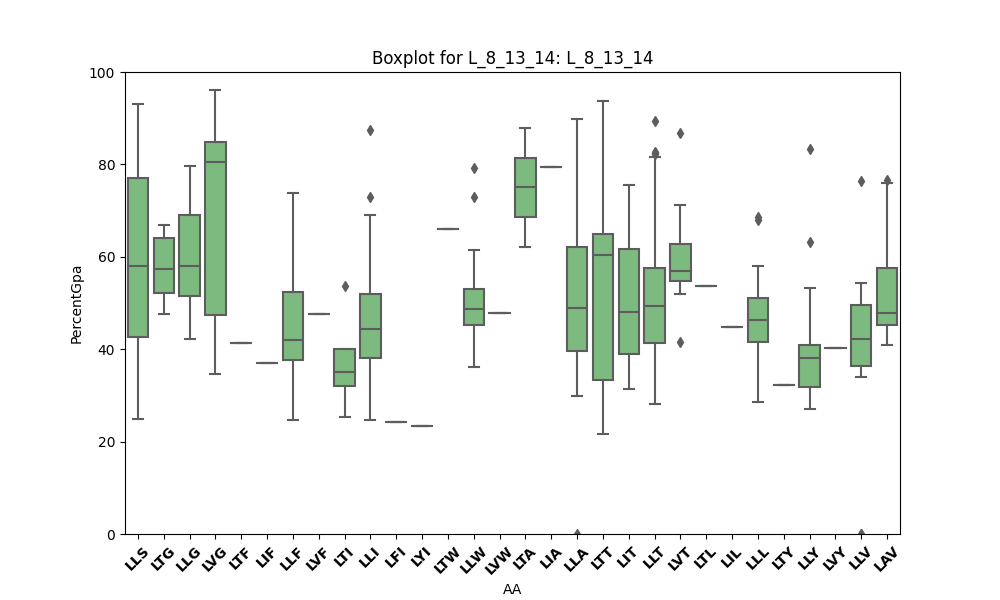 Boxplot for L_8_13_14: L_8_13_14
PercentGpa
100
80
60
40
20
0
LLS LTG LLG LVG LTF LIF LLF LVF LTI LLI LFI LYI LTW LLW LVW LTA LIA LLA LTT LIT LLT LVT LTL LIL LLL LTY LLY LVY LLV LAV
AA